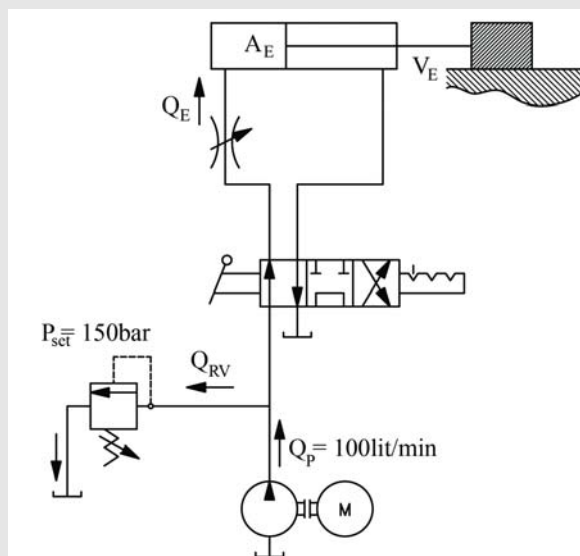 A_E
V_E
Q_E
P_set= 150bar
Q_RV
Q_P= 100lit/min
M